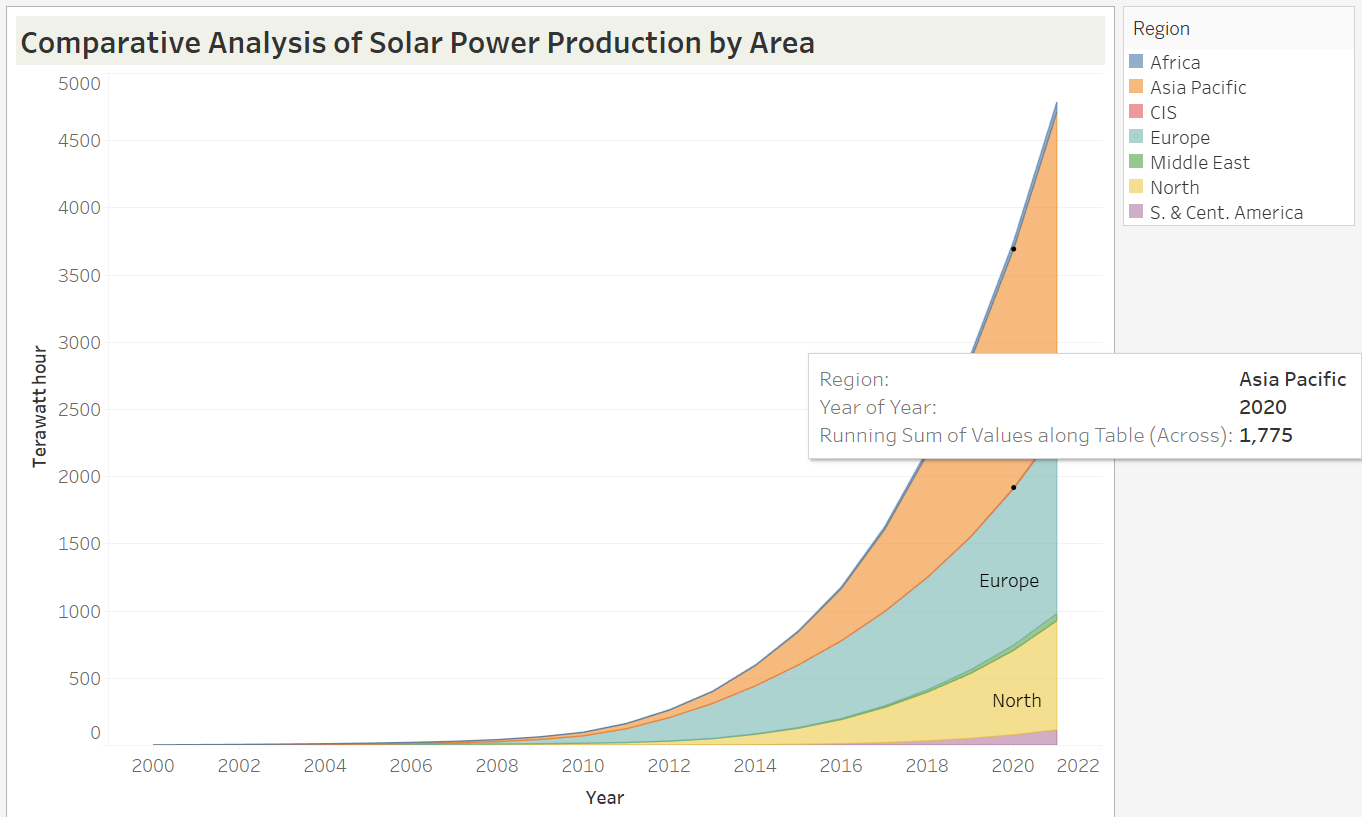 Comparative Analysis of Solar Power Production by Area
Region
Africa
Asia Pacific
CIS
Europe
Middle East
North
S. & Cent. America
5000
4500
4000
3500
3000
2500
2000
1500
1000
500
0
Terawatt hour
Region: Asia Pacific
Year of Year: 2020
Running Sum of Values along Table (Across): 1,775
Europe
North
2000 2002 2004 2006 2008 2010 2012 2014 2016 2018 2020 2022
Year